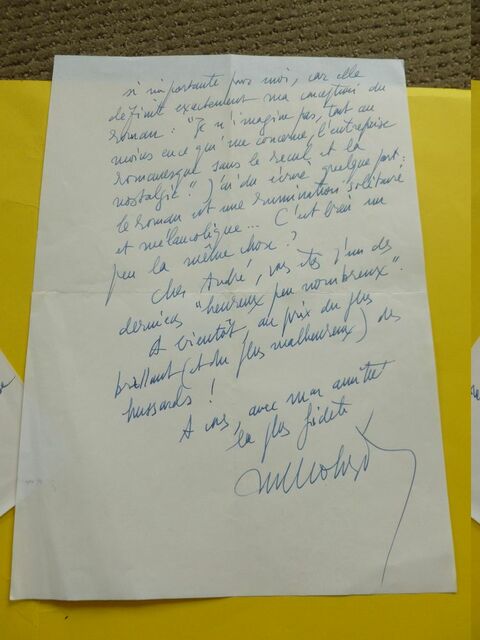 si importante pour moi, car elle
définit exactement ma conception du
roman : "Je n'imagine pas, tout au
moins en ce qui me concerne, l'entreprise
romanesque sans le recul et la
nostalgie." J'ai dû écrire quelque part :
le roman est une rumination solitaire
et mélancolique... C'est bien un
peu la même chose ?
Cher André, vous êtes l'un des
derniers "heureux peu nombreux".
A bientôt, au prix du plus
brillant (et du plus malheureux) des
hussards !
A vous, avec mon amitié
la plus fidèle